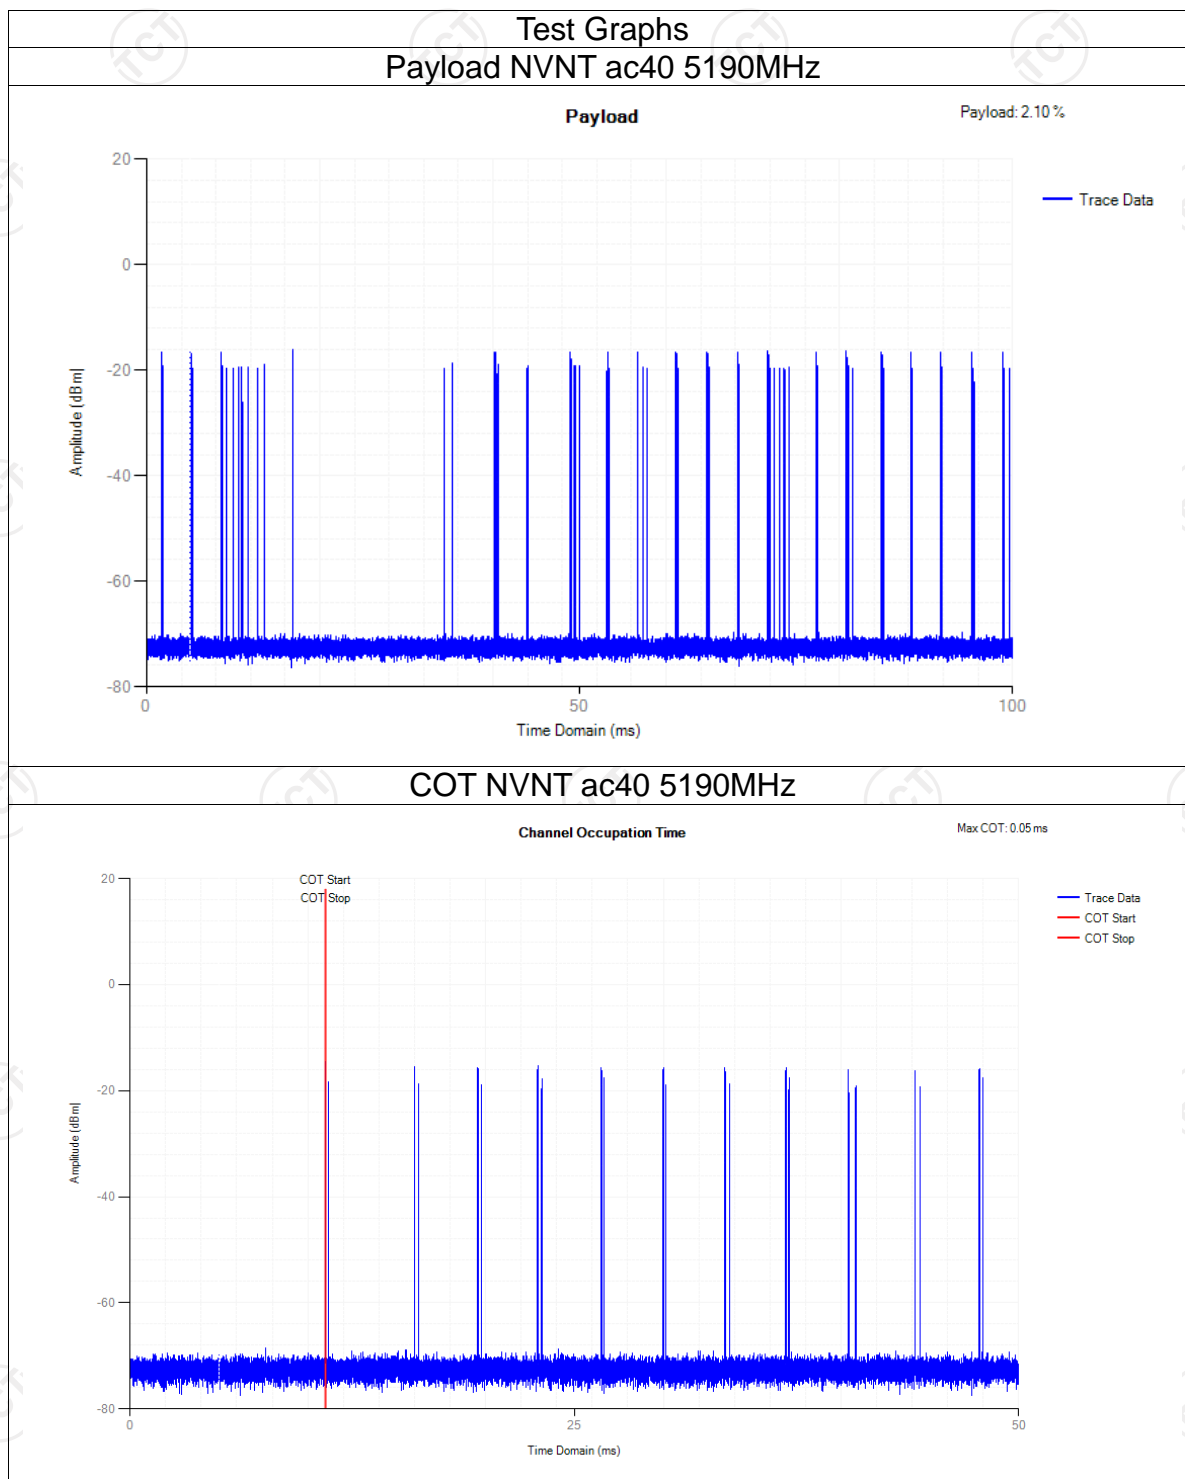 Test Graphs
Payload NVNT ac40 5190MHz
Payload
Payload: 2.10 %
20
0
-20
-40
-60
-80
Amplitude (dBm)
0
50
100
Time Domain (ms)
Trace Data
COT NVNT ac40 5190MHz
Channel Occupation Time
Max COT: 0.05 ms
COT Start
COT Stop
20
0
-20
-40
-60
-80
Amplitude (dBm)
0
25
50
Time Domain (ms)
Trace Data
COT Start
COT Stop
TCT
TCT
TCT